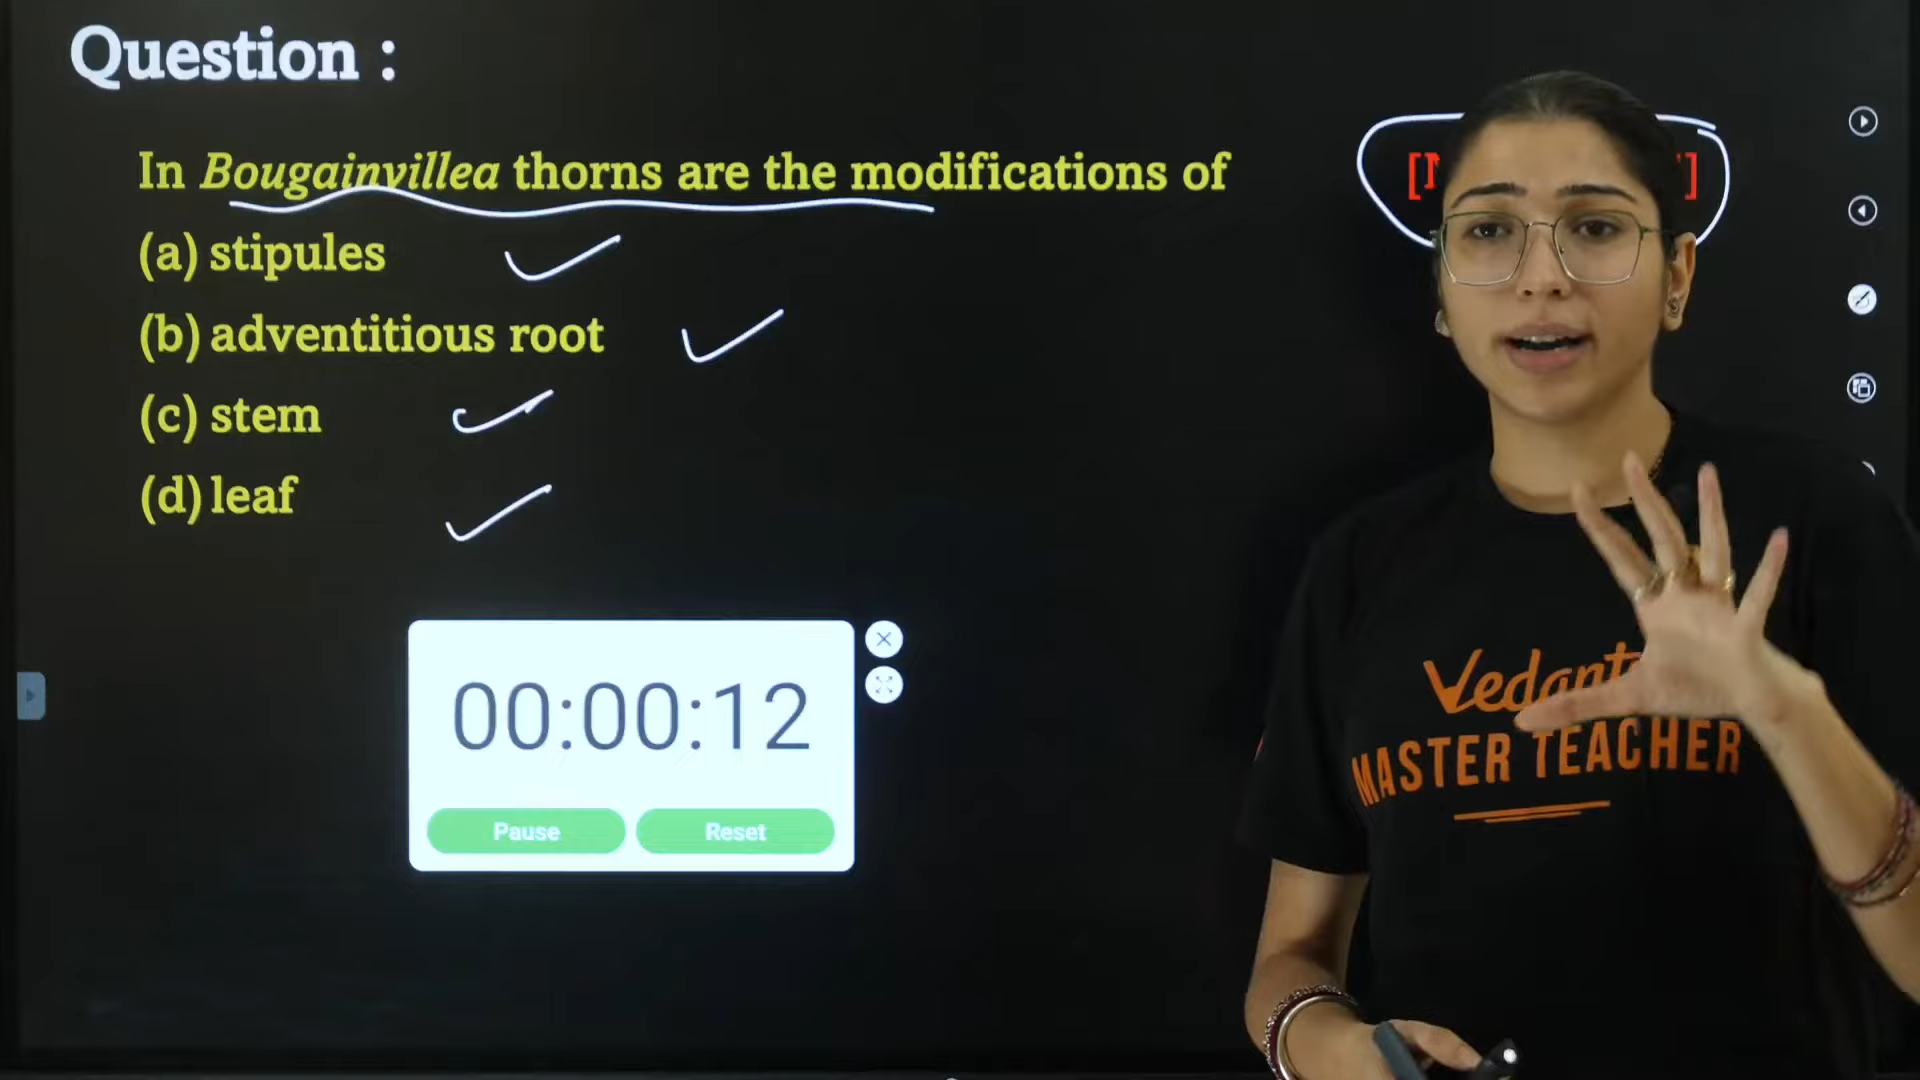 Question :
In Bougainvillea thorns are the modifications of
(a) stipules
(b) adventitious root
(c) stem
(d) leaf
00:00:12
Pause
Reset
MASTER TEACHER